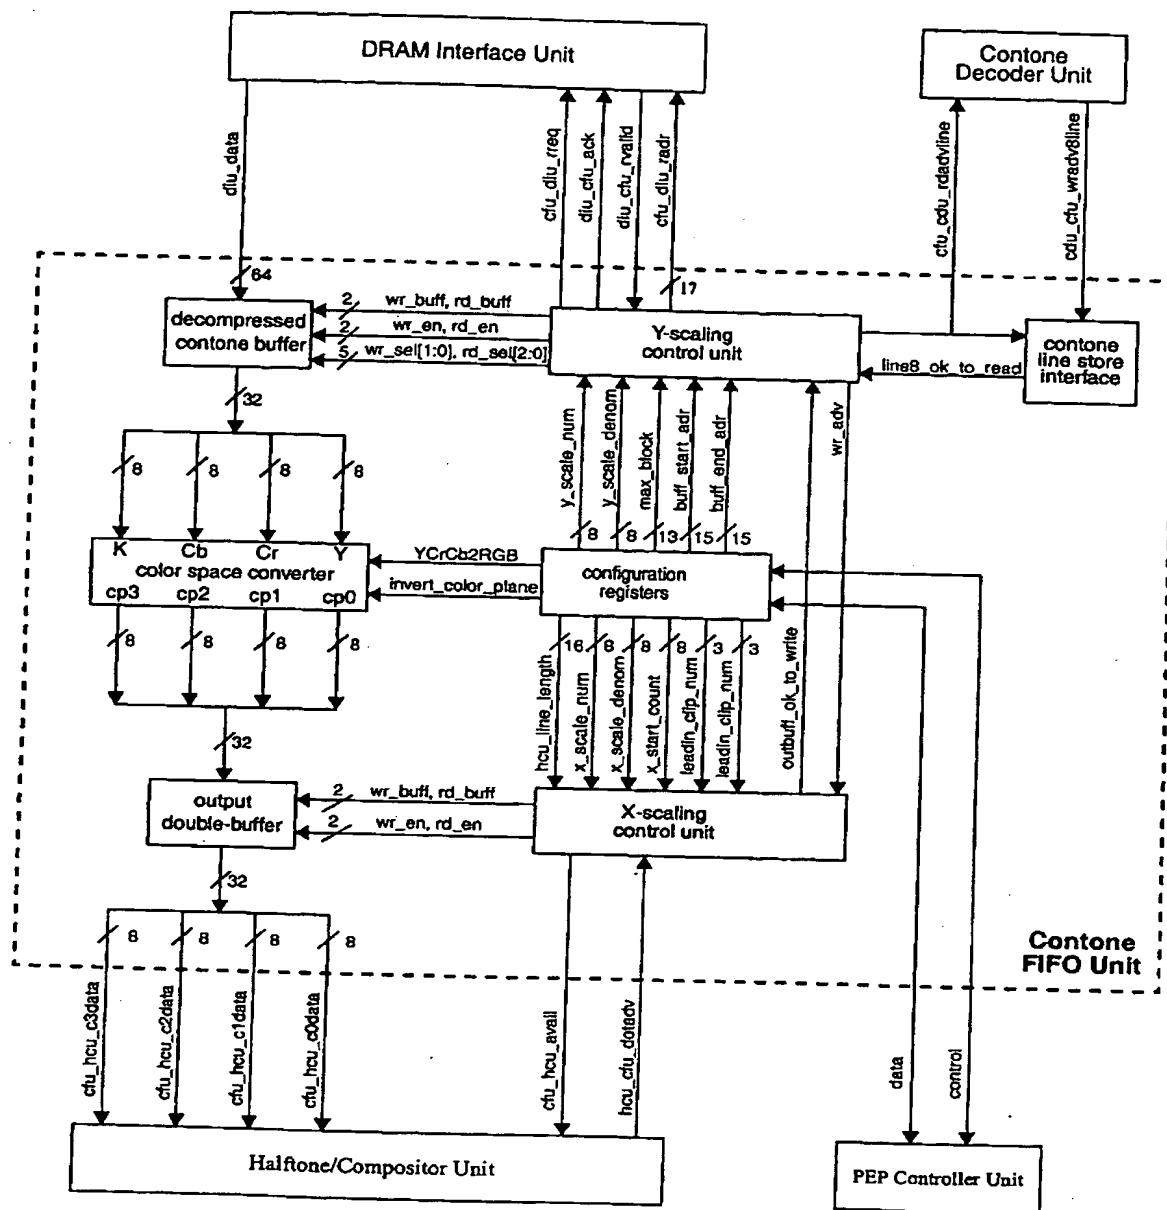 DRAM Interface Unit
Contone
Decoder Unit
diu_data
cfu_diu_rreq
diu_cfu_ack
diu_cfu_rvalid
cfu_diu_radr
cfu_cdu_rdadvline
cdu_cfu_wradv8line
64
17
decompressed
contone buffer
2
wr_buff, rd_buff
2
wr_en, rd_en
5
wr_sel[1:0], rd_sel[2:0]
Y-scaling
control unit
line8_ok_to_read
contone
line store
interface
32
8
8
8
8
y_scale_num
y_scale_denom
max_block
buff_start_adr
buff_end_adr
wr_adv
8
8
13
15
15
K
Cb
Cr
Y
color space converter
cp3
cp2
cp1
cp0
YCrCb2RGB
invert_color_plane
configuration
registers
8
8
8
8
16
8
8
8
3
3
hcu_line_length
x_scale_num
x_scale_denom
x_start_count
leadin_clip_num
leadin_clip_num
outbuff_ok_to_write
32
output
double-buffer
2
wr_buff, rd_buff
2
wr_en, rd_en
X-scaling
control unit
32
8
8
8
8
Contone
FIFO Unit
cfu_hcu_c3data
cfu_hcu_c2data
cfu_hcu_c1data
cfu_hcu_c0data
cfu_hcu_avail
hcu_cfu_dotadv
data
control
Halftone/Compositor Unit
PEP Controller Unit